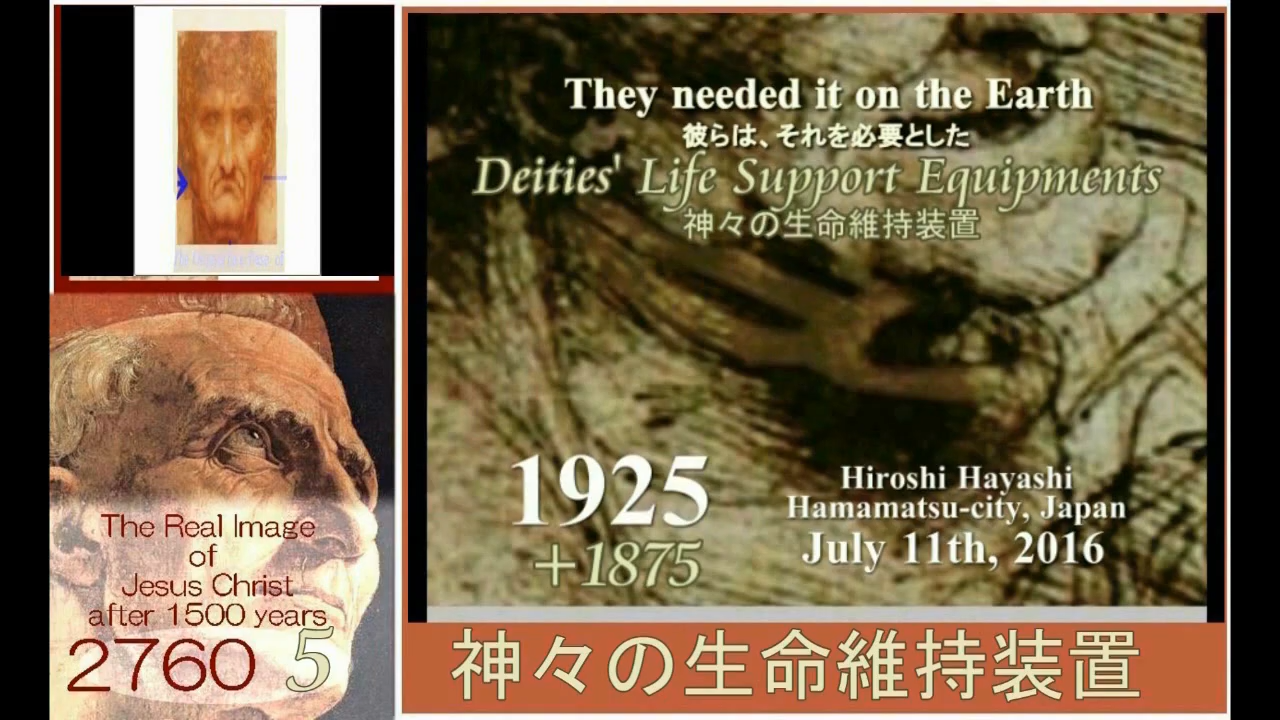 They needed it on the Earth
彼らは、それを必要とした
Deities' Life Support Equipments
神々の生命維持装置
1925
+1875
Hiroshi Hayashi
Hamamatsu-city, Japan
July 11th, 2016
The Real Image
of
Jesus Christ
after 1500 years
2760 5
神々の生命維持装置